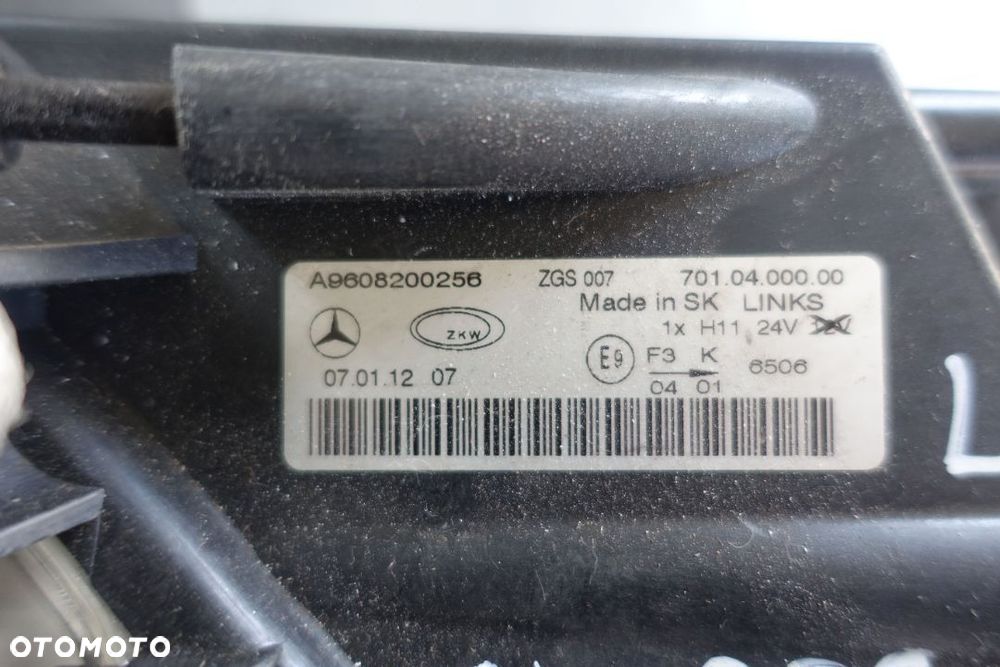 A9608200256 ZGS 007 701.04.000.00
Made in SK LINKS
1x H11 24V
ZKW
E9 F3 K 6506
04 01
07.01.12 07
L
OTOMOTO